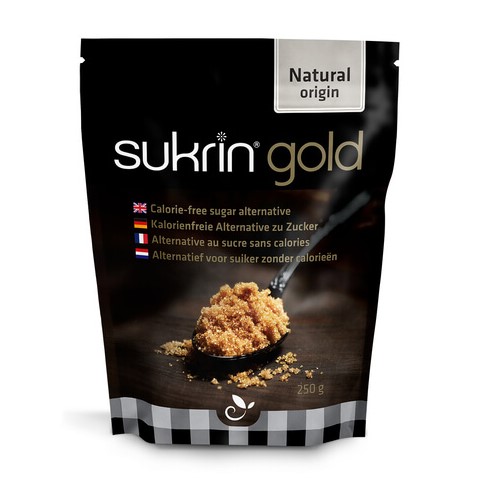 Natural
origin
sukrin® gold
Calorie-free sugar alternative
Kalorienfreie Alternative zu Zucker
Alternative au sucre sans calories
Alternatief voor suiker zonder calorieën
250 g